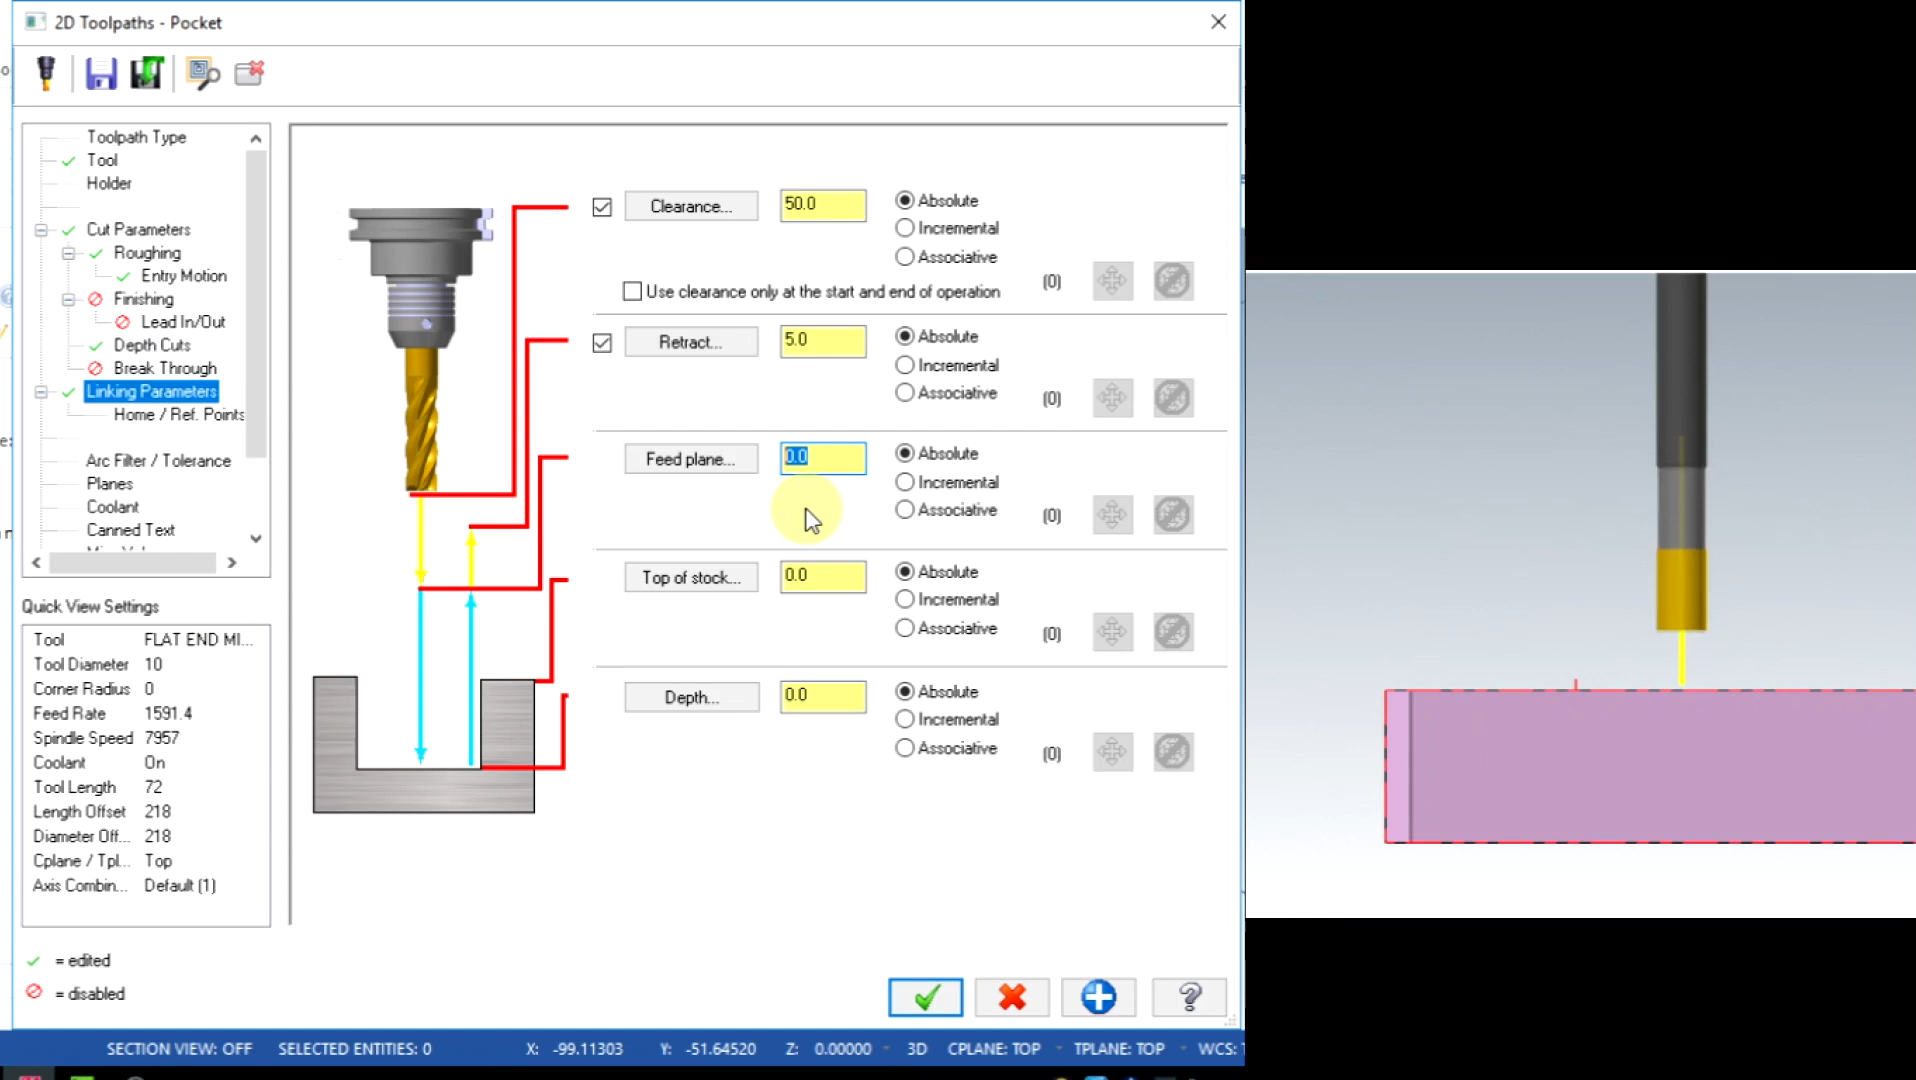 2D Toolpaths - Pocket
Toolpath Type
Tool
Holder
Cut Parameters
Roughing
Entry Motion
Finishing
Lead In/Out
Depth Cuts
Break Through
Linking Parameters
Home / Ref. Points
Arc Filter / Tolerance
Planes
Coolant
Canned Text
Quick View Settings
Tool FLAT END MI...
Tool Diameter 10
Corner Radius 0
Feed Rate 1591.4
Spindle Speed 7957
Coolant On
Tool Length 72
Length Offset 218
Diameter Off... 218
Cplane / Tpl... Top
Axis Combin... Default (1)
= edited
= disabled
Clearance... 50.0
Absolute
Incremental
Associative
Use clearance only at the start and end of operation (0)
Retract... 5.0
Absolute
Incremental
Associative (0)
Feed plane... 0.0
Absolute
Incremental
Associative (0)
Top of stock... 0.0
Absolute
Incremental
Associative (0)
Depth... 0.0
Absolute
Incremental
Associative (0)
SECTION VIEW: OFF SELECTED ENTITIES: 0 X: -99.11303 Y: -51.64520 Z: 0.00000 3D CPLANE: TOP TPLANE: TOP WCS: